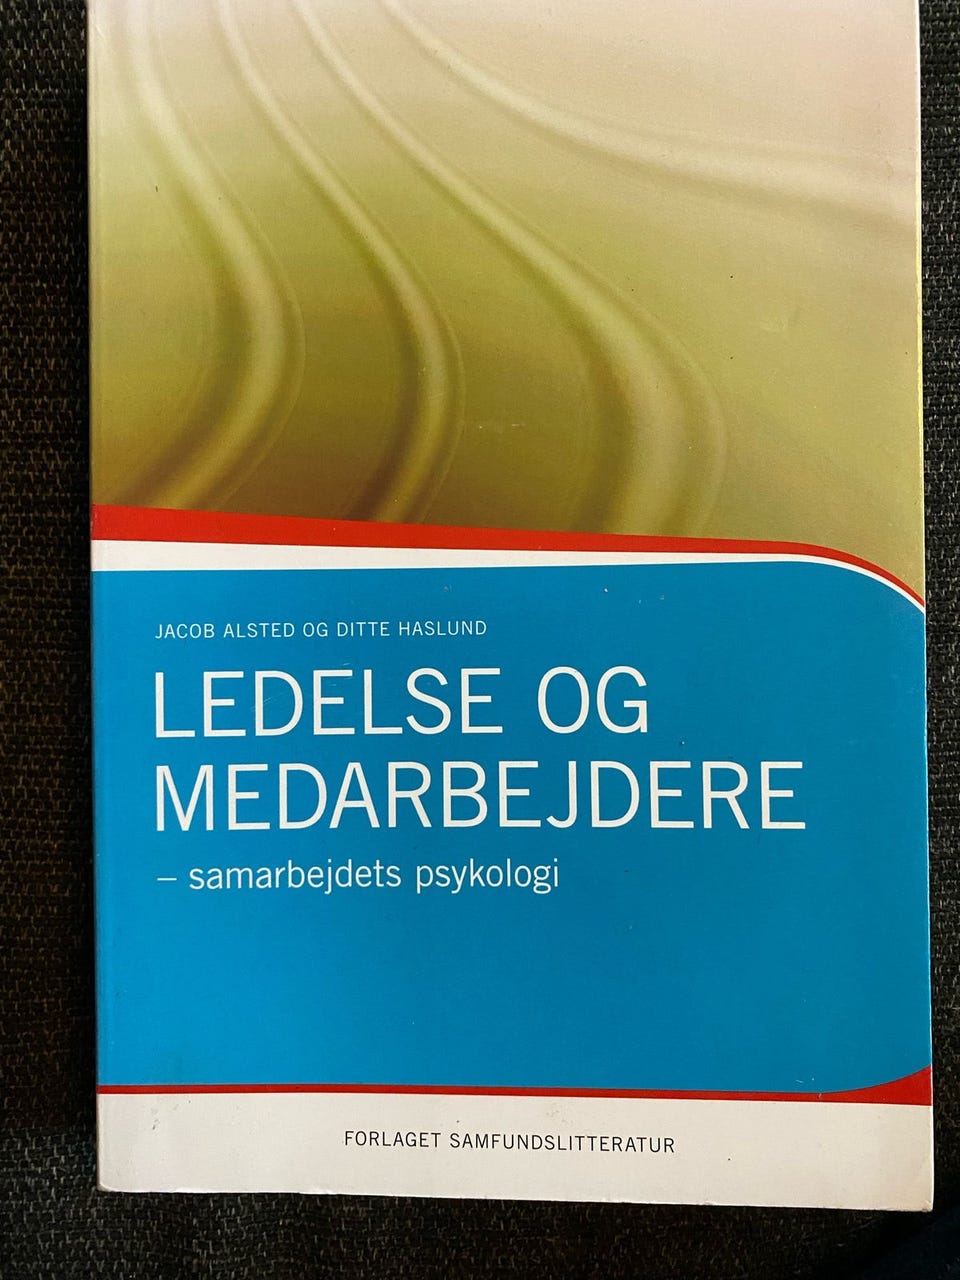 JACOB ALSTED OG DITTE HASLUND
LEDELSE OG
MEDARBEJDERE
– samarbejdets psykologi
FORLAGET SAMFUNDSLITTERATUR